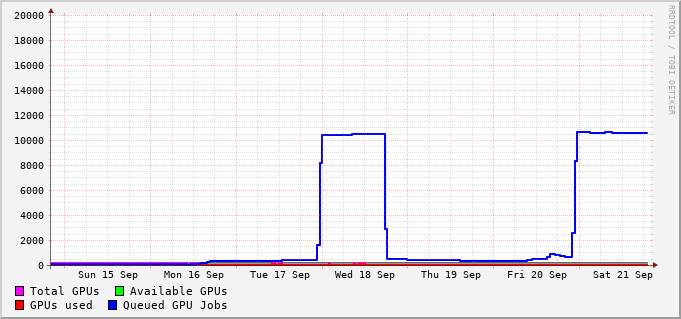 20000
18000
16000
14000
12000
10000
8000
6000
4000
2000
0
Sun 15 Sep Mon 16 Sep Tue 17 Sep Wed 18 Sep Thu 19 Sep Fri 20 Sep Sat 21 Sep
Total GPUs Available GPUs
GPUs used Queued GPU Jobs
RRDTOOL / TOBI OETIKER